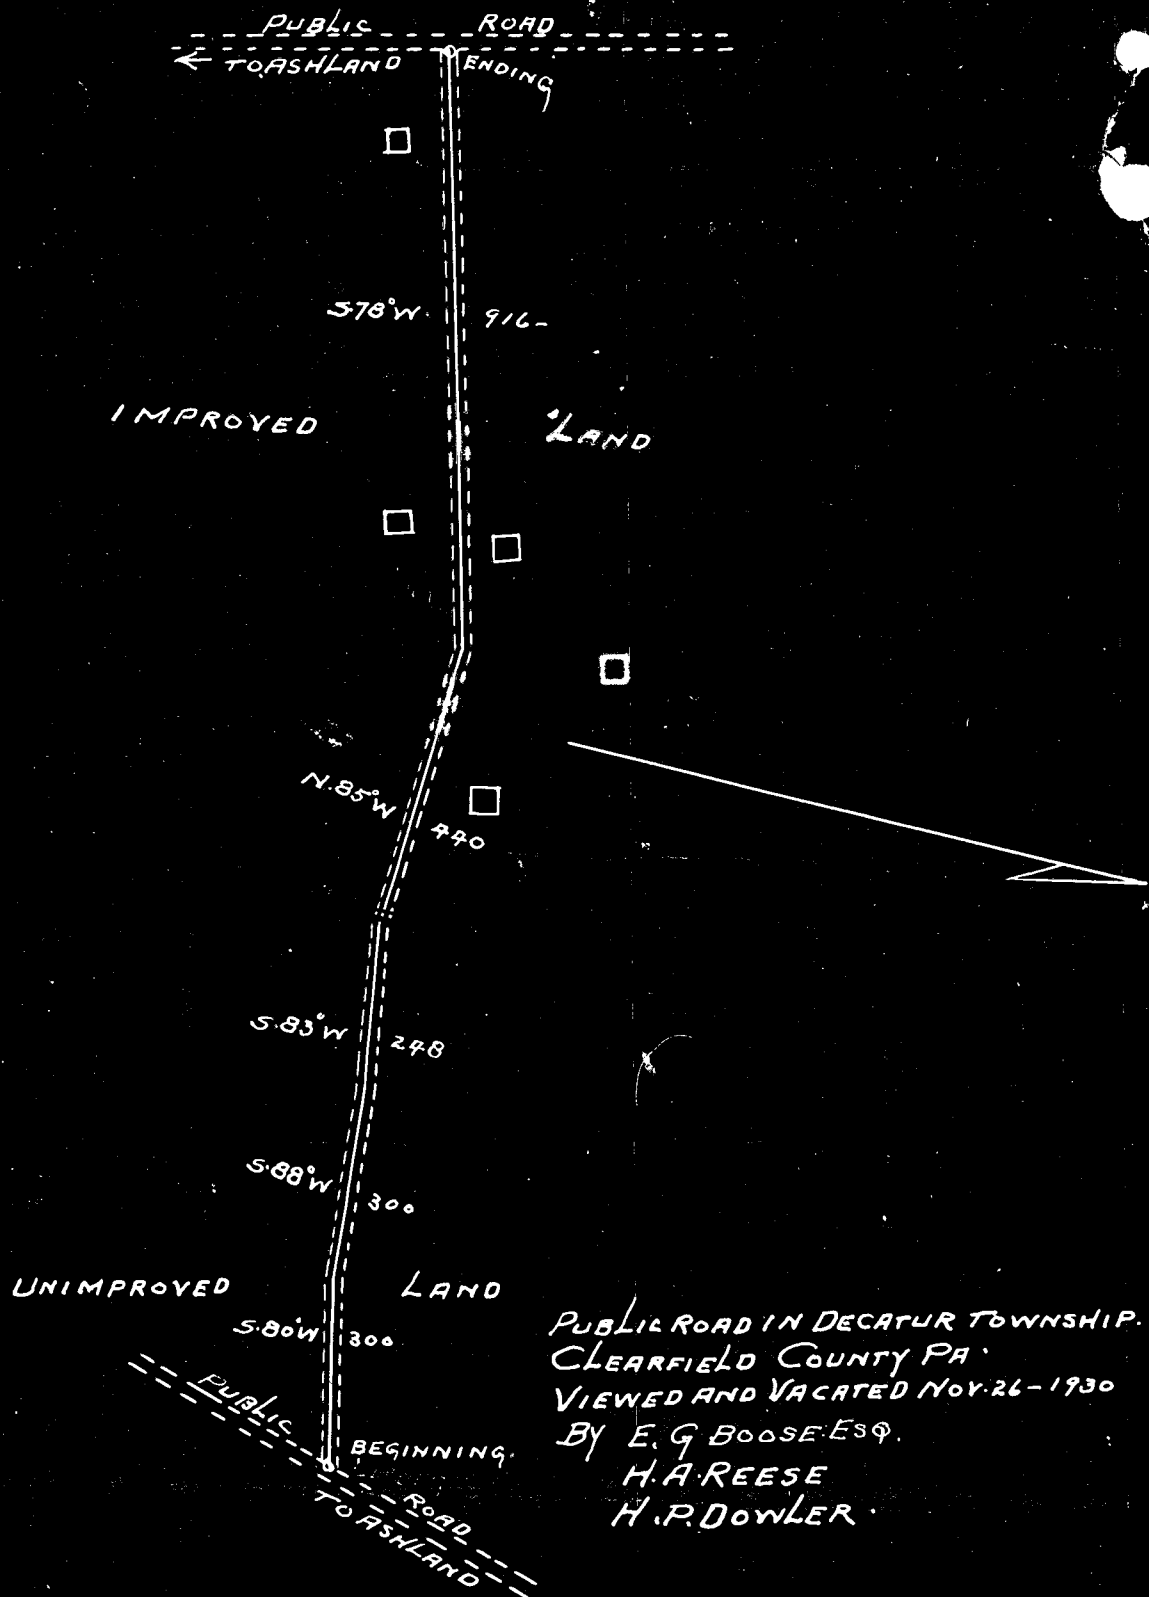 PUBLIC ROAD
← TO ASHLAND
ENDING
S.78°W. 916-
IMPROVED LAND
N.85°W 440
S.83°W 248
S.88°W 300
UNIMPROVED LAND
S.80°W 300
PUBLIC ROAD
BEGINNING.
TO ASHLAND
PUBLIC ROAD IN DECATUR TOWNSHIP.
CLEARFIELD COUNTY PA.
VIEWED AND VACATED NOV. 26-1930
BY E. G BOOSE ESQ.
H. A. REESE
H. P. DOWLER.